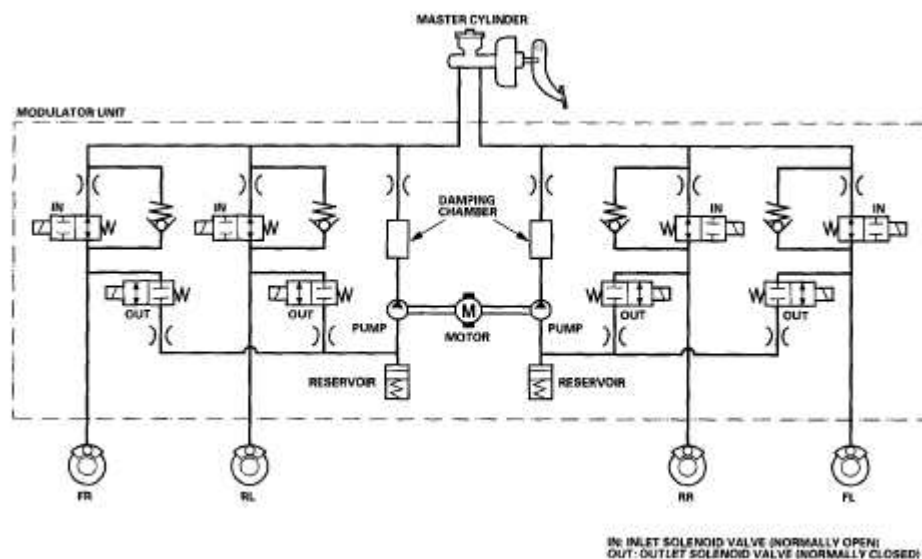 MASTER CYLINDER
MODULATOR UNIT
IN
IN
DAMPING
CHAMBER
IN
IN
OUT
OUT
OUT
OUT
PUMP
M
PUMP
MOTOR
RESERVOIR
RESERVOIR
FR
RL
RR
FL
IN: INLET SOLENOID VALVE (NORMALLY OPEN)
OUT: OUTLET SOLENOID VALVE (NORMALLY CLOSED)